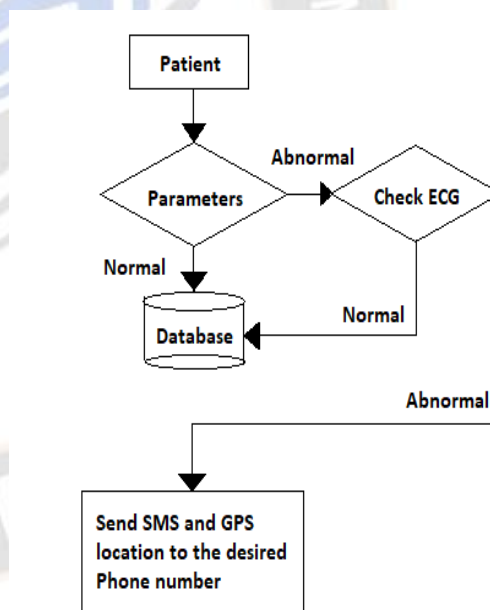 Patient
Abnormal
Parameters
Check ECG
Normal
Database
Normal
Abnormal
Send SMS and GPS
location to the desired
Phone number